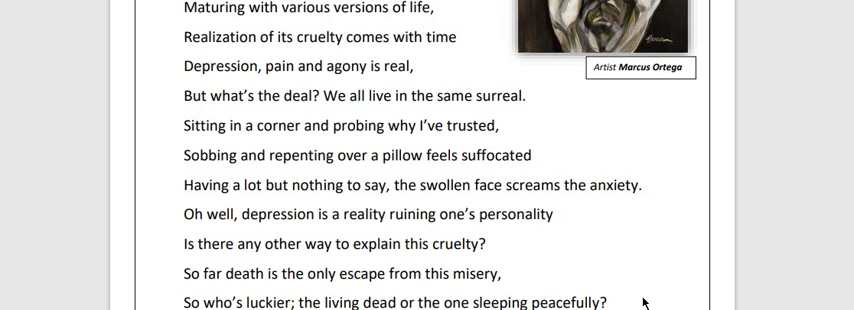 Maturing with various versions of life,
Realization of its cruelty comes with time
Depression, pain and agony is real,
Artist Marcus Ortega
But what's the deal? We all live in the same surreal.
Sitting in a corner and probing why I've trusted,
Sobbing and repenting over a pillow feels suffocated
Having a lot but nothing to say, the swollen face screams the anxiety.
Oh well, depression is a reality ruining one's personality
Is there any other way to explain this cruelty?
So far death is the only escape from this misery,
So who's luckier; the living dead or the one sleeping peacefully?